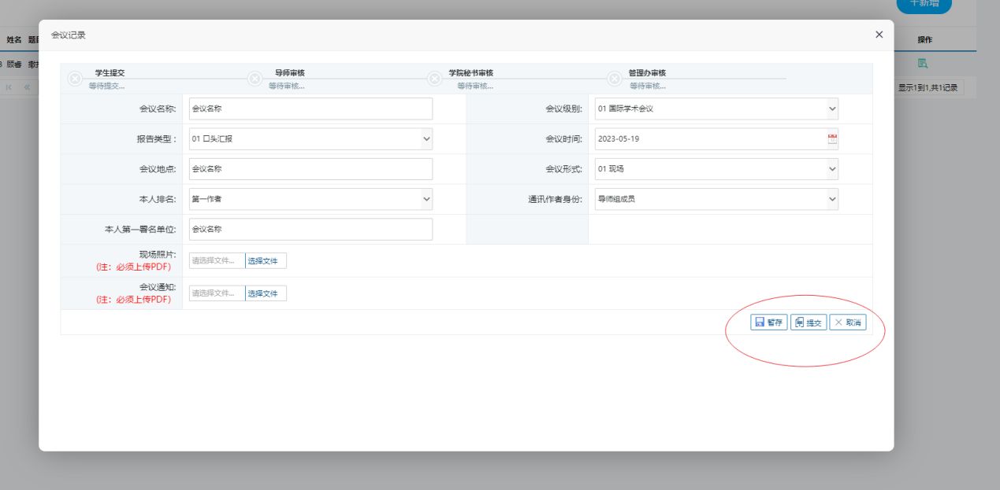 十新增
姓名 题目
操作
3 顾睿 撒打
显示1到1,共1记录
会议记录
学生提交 导师审核 学院秘书审核 管理办审核
等待提交... 等待审核... 等待审核... 等待审核...
会议名称: 会议名称 会议级别: 01 国际学术会议
报告类型 : 01 口头汇报 会议时间: 2023-05-19
会议地点: 会议名称 会议形式: 01 现场
本人排名: 第一作者 通讯作者身份: 导师组成员
本人第一署名单位: 会议名称
现场照片:
(注：必须上传PDF) 请选择文件... 选择文件
会议通知:
(注：必须上传PDF) 请选择文件... 选择文件
暂存 提交 取消